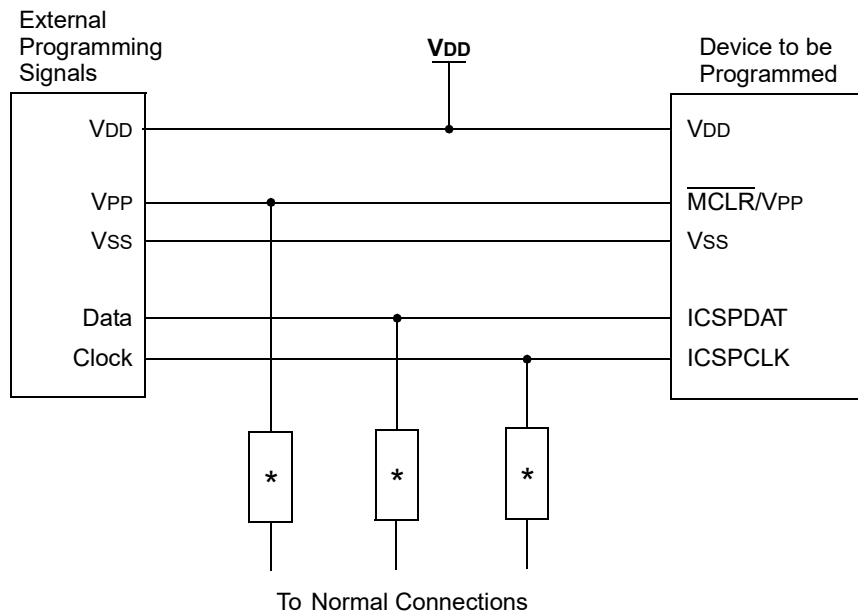 External
Programming
Signals
VDD
Device to be
Programmed
VDD
VDD
VPP
MCLR/VPP
VSS
VSS
Data
ICSPDAT
Clock
ICSPCLK
* * *
To Normal Connections